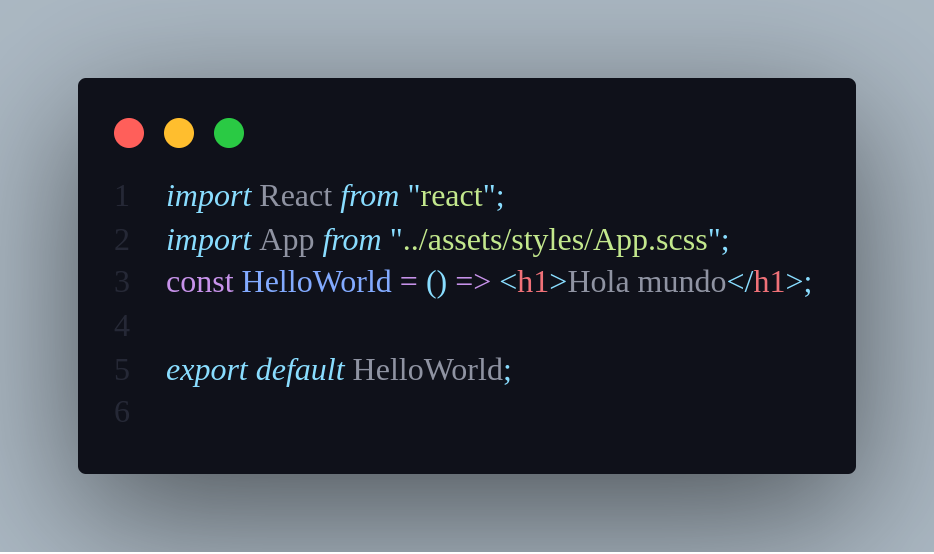 1 import React from "react";
2 import App from "../assets/styles/App.scss";
3 const HelloWorld = () => <h1>Hola mundo</h1>;
4
5 export default HelloWorld;
6